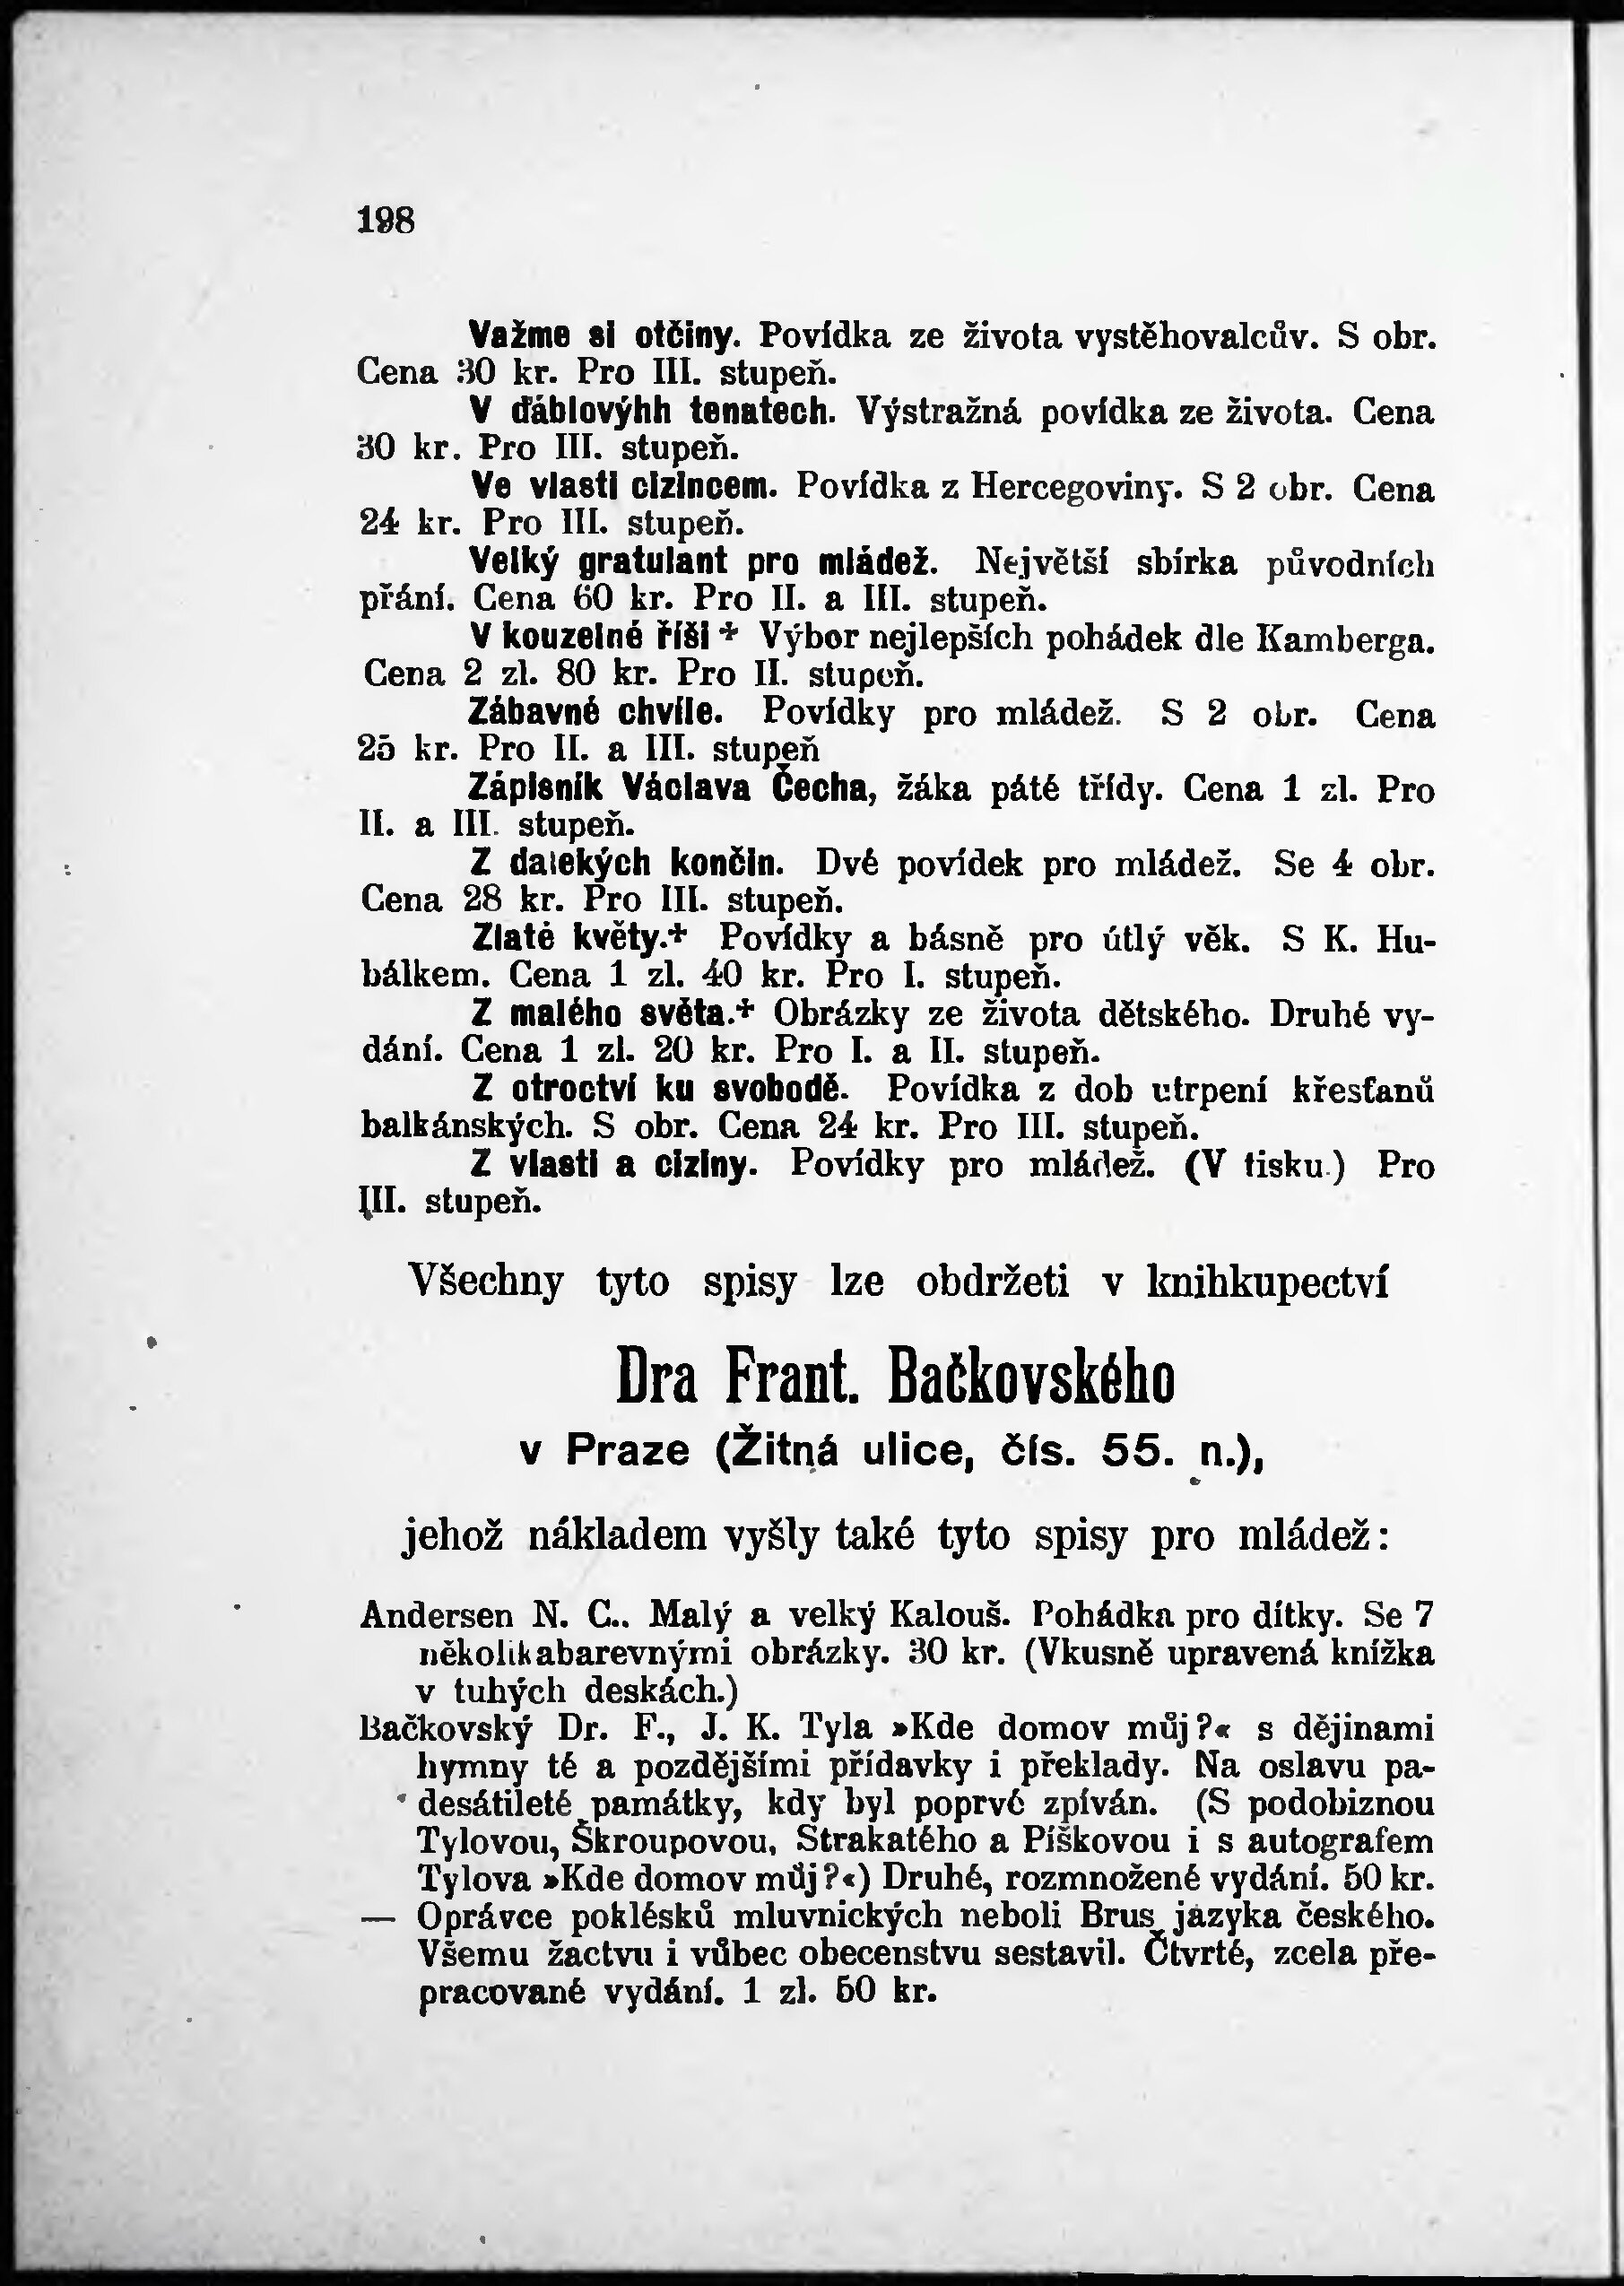 198
Važme si otčiny. Povídka ze života vystěhovalcův. S obr.
Cena 30 kr. Pro III. stupeň.
V ďáblovýhh tenatech. Výstražná povídka ze života. Cena
30 kr. Pro III. stupeň.
Ve vlasti cizincem. Povídka z Hercegoviny. S 2 obr. Cena
24 kr. Pro III. stupeň.
Velký gratulant pro mládež. Největší sbírka původních
přání. Cena 60 kr. Pro II. a III. stupeň.
V kouzelné říši + Výbor nejlepších pohádek dle Kamberga.
Cena 2 zl. 80 kr. Pro II. stupeň.
Zábavné chvíle. Povídky pro mládež. S 2 obr. Cena
25 kr. Pro II. a III. stupeň
Zápisník Václava Čecha, žáka páté třídy. Cena 1 zl. Pro
II. a III. stupeň.
Z dalekých končin. Dvé povídek pro mládež. Se 4 obr.
Cena 28 kr. Pro III. stupeň.
Zlaté květy.+ Povídky a básně pro útlý věk. S K. Hu-
bálkem. Cena 1 zl. 40 kr. Pro I. stupeň.
Z malého světa.+ Obrázky ze života dětského. Druhé vy-
dání. Cena 1 zl. 20 kr. Pro I. a II. stupeň.
Z otroctví ku svobodě. Povídka z dob utrpení křesťanů
balkánských. S obr. Cena 24 kr. Pro III. stupeň.
Z vlasti a ciziny. Povídky pro mládež. (V tisku.) Pro
III. stupeň.
Všechny tyto spisy lze obdržeti v knihkupectví
Dra Frant. Bačkovského
v Praze (Žitná ulice, čís. 55. n.),
jehož nákladem vyšly také tyto spisy pro mládež:
Andersen N. C.. Malý a velký Kalouš. Pohádka pro dítky. Se 7
několikabarevnými obrázky. 30 kr. (Vkusně upravená knížka
v tuhých deskách.)
Bačkovský Dr. F., J. K. Tyla »Kde domov můj?« s dějinami
hymny té a pozdějšími přídavky i překlady. Na oslavu pa-
desátileté památky, kdy byl poprvé zpíván. (S podobiznou
Tylovou, Škroupovou, Strakatého a Píškovou i s autografem
Tylova »Kde domov můj?«) Druhé, rozmnožené vydání. 50 kr.
— Oprávce poklésků mluvnických neboli Brus jazyka českého.
Všemu žactvu i vůbec obecenstvu sestavil. Čtvrté, zcela pře-
pracované vydání. 1 zl. 50 kr.